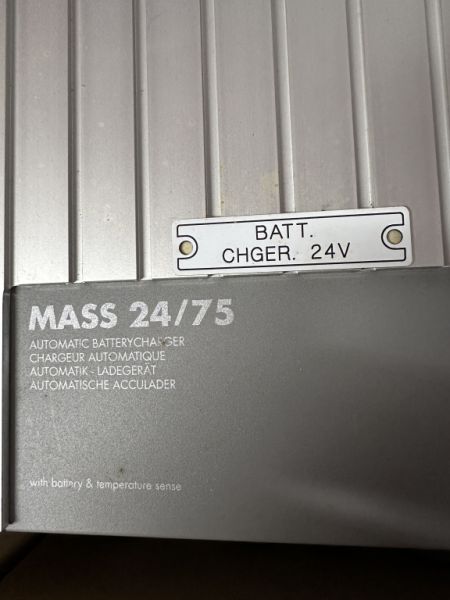 BATT.
CHGER. 24V
MASS 24/75
AUTOMATIC BATTERYCHARGER
CHARGEUR AUTOMATIQUE
AUTOMATIK - LADEGERÄT
AUTOMATISCHE ACCULADER
with battery & temperature sense